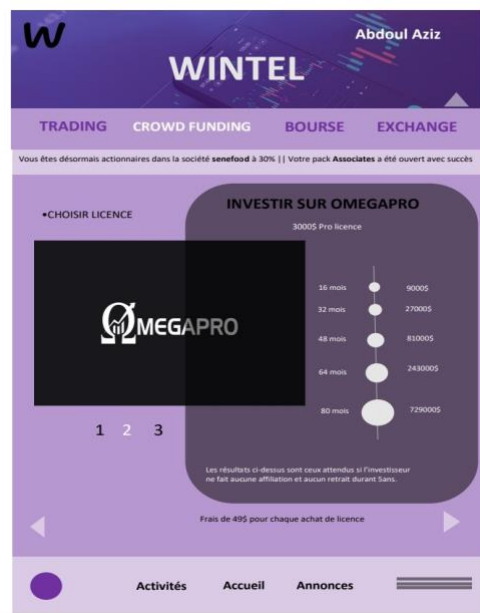 W
Abdoul Aziz
WINTEL
TRADING CROWD FUNDING BOURSE EXCHANGE
Vous êtes désormais actionnaires dans la société senefood à 30% || Votre pack Associates a été ouvert avec succès
•CHOISIR LICENCE
INVESTIR SUR OMEGAPRO
3000$ Pro licence
ΩMEGAPRO
16 mois 9000$
32 mois 27000$
48 mois 81000$
64 mois 243000$
80 mois 729000$
1 2 3
Les résultats ci-dessus sont ceux attendus si l'investisseur
ne fait aucune affiliation et aucun retrait durant 5ans.
Frais de 49$ pour chaque achat de licence
Activités Accueil Annonces